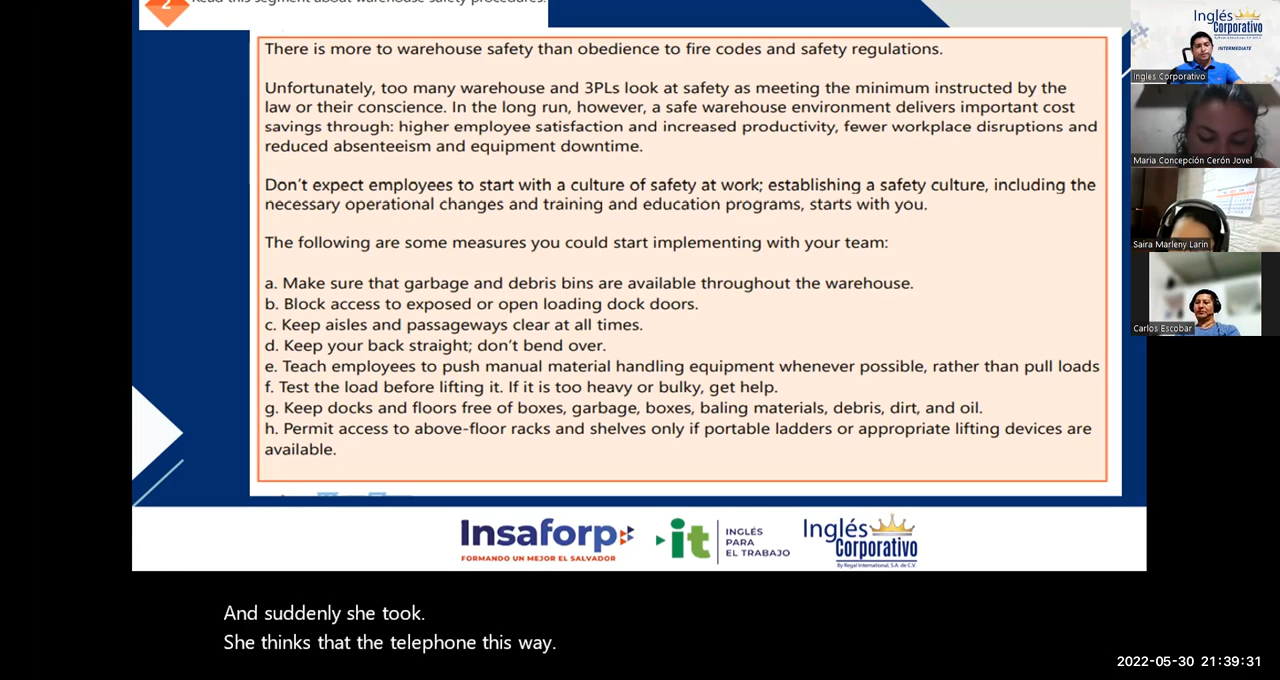 2 Read this segment about warehouse safety procedures.
There is more to warehouse safety than obedience to fire codes and safety regulations.
Unfortunately, too many warehouse and 3PLs look at safety as meeting the minimum instructed by the
law or their conscience. In the long run, however, a safe warehouse environment delivers important cost
savings through: higher employee satisfaction and increased productivity, fewer workplace disruptions and
reduced absenteeism and equipment downtime.
Don't expect employees to start with a culture of safety at work; establishing a safety culture, including the
necessary operational changes and training and education programs, starts with you.
The following are some measures you could start implementing with your team:
a. Make sure that garbage and debris bins are available throughout the warehouse.
b. Block access to exposed or open loading dock doors.
c. Keep aisles and passageways clear at all times.
d. Keep your back straight; don't bend over.
e. Teach employees to push manual material handling equipment whenever possible, rather than pull loads
f. Test the load before lifting it. If it is too heavy or bulky, get help.
g. Keep docks and floors free of boxes, garbage, boxes, baling materials, debris, dirt, and oil.
h. Permit access to above-floor racks and shelves only if portable ladders or appropriate lifting devices are
available.
Insaforp
FORMANDO UN MEJOR EL SALVADOR
it
INGLÉS
PARA
EL TRABAJO
Inglés
Corporativo
By Regal International, S.A. de C.V.
And suddenly she took.
She thinks that the telephone this way.
Inglés
Corporativo
INTERMEDIATE
Ingles Corporativo
Maria Concepción Cerón Jovel
Saira Marleny Larin
Carlos Escobar
2022-05-30 21:39:31